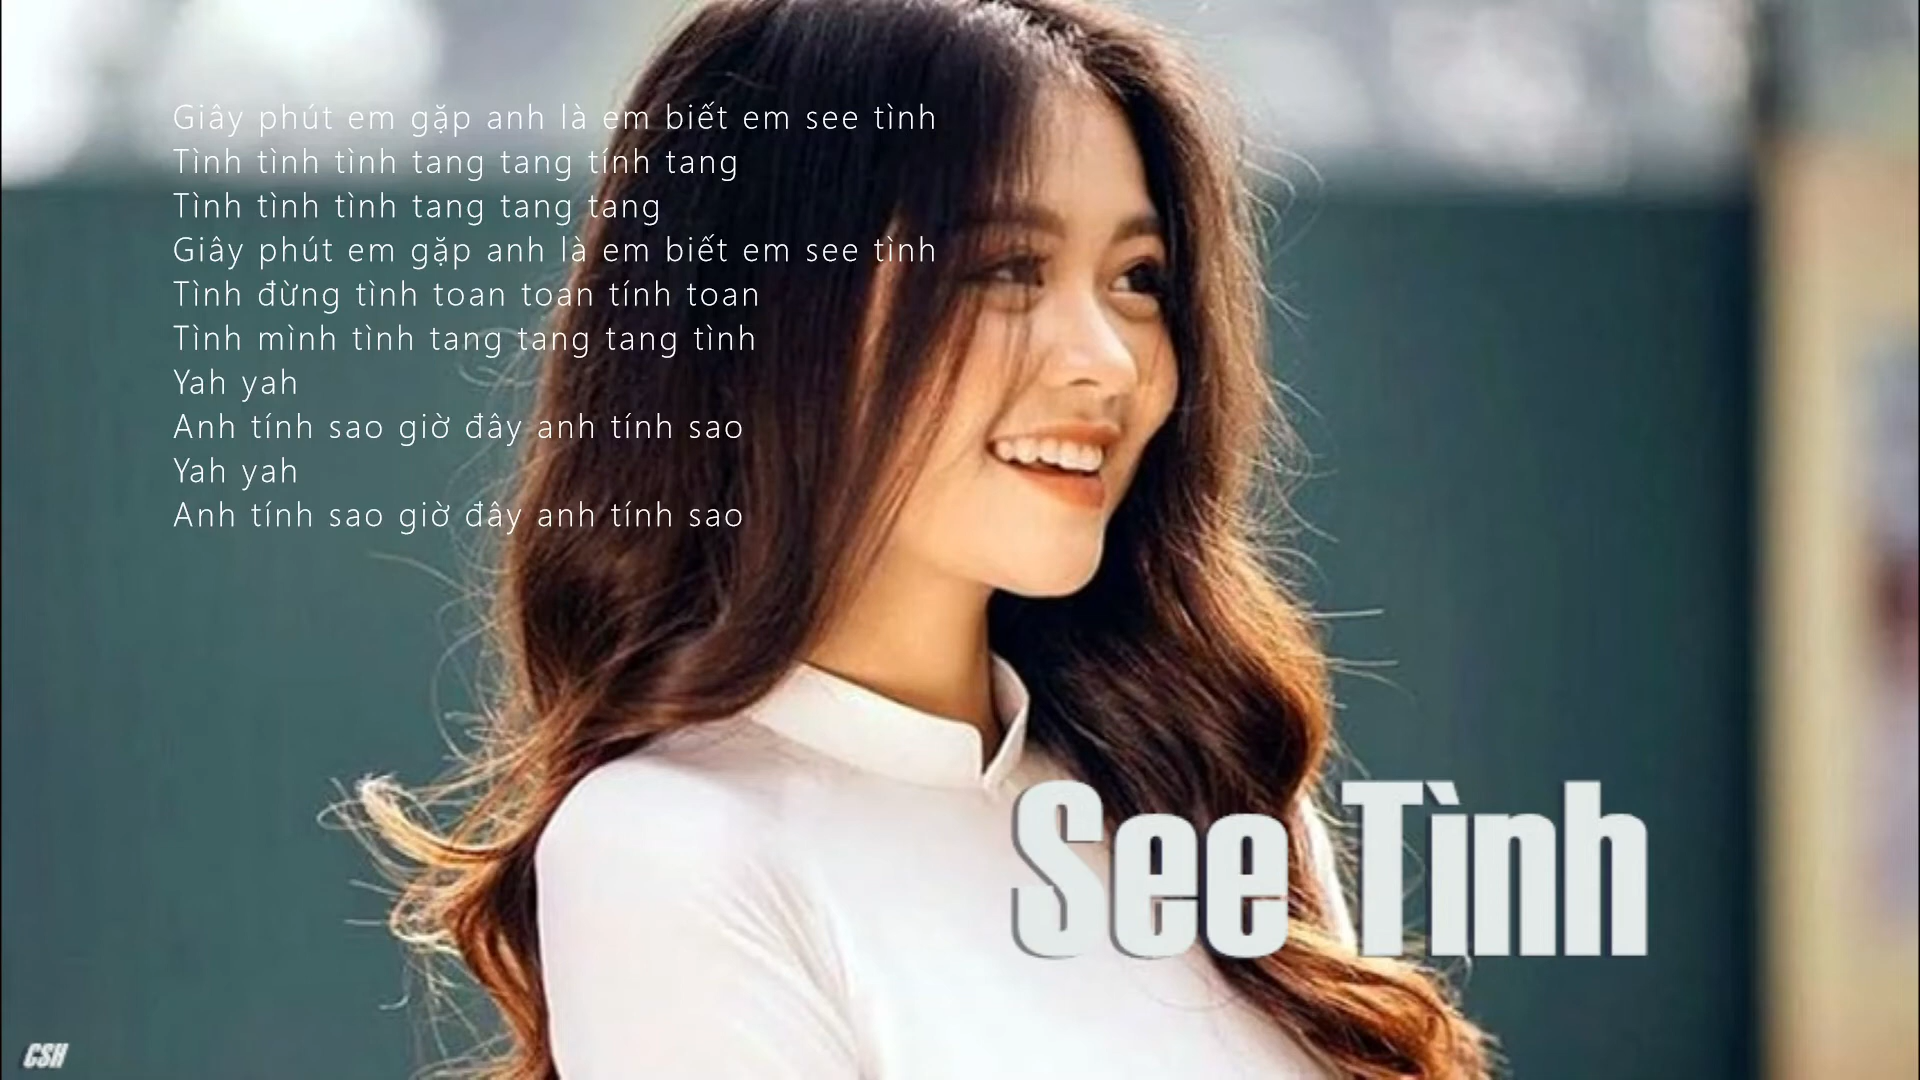 Giây phút em gặp anh là em biết em see tình
Tình tình tình tang tang tính tang
Tình tình tình tang tang tang
Giây phút em gặp anh là em biết em see tình
Tình đừng tình toan toan tính toan
Tình mình tình tang tang tang tình
Yah yah
Anh tính sao giờ đây anh tính sao
Yah yah
Anh tính sao giờ đây anh tính sao
See Tình
CSH